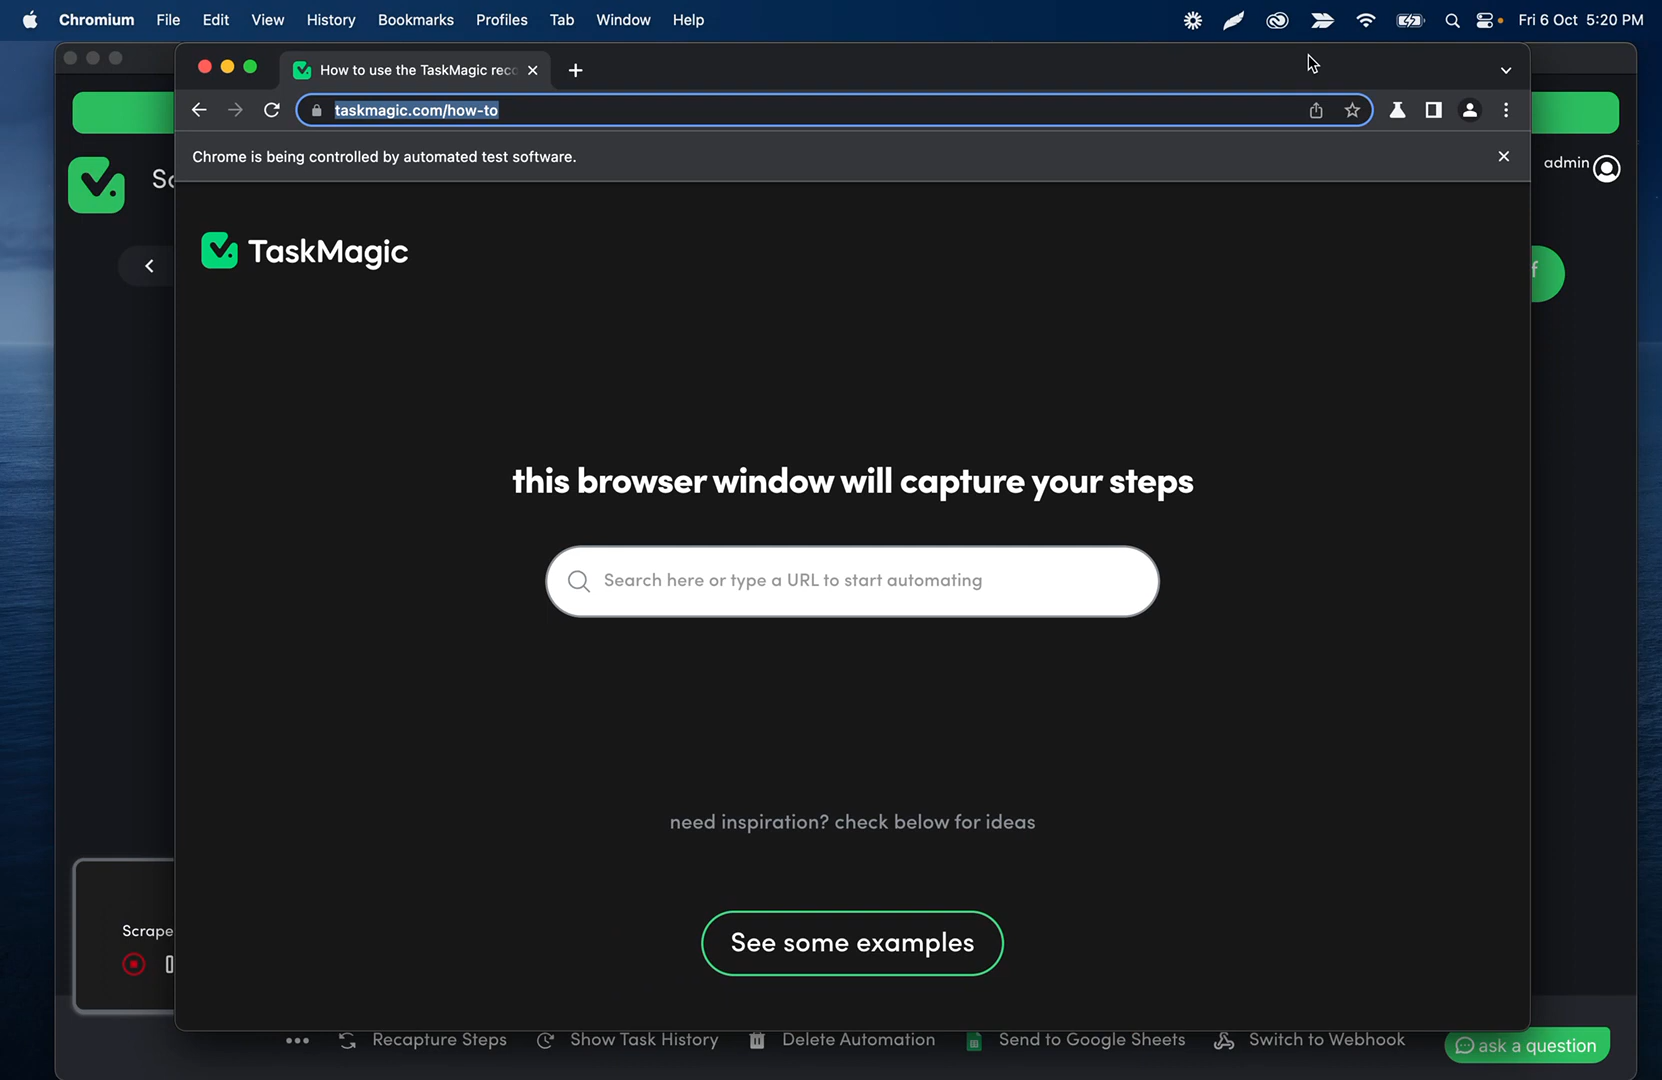 Chromium File Edit View History Bookmarks Profiles Tab Window Help Fri 6 Oct 5:20 PM
How to use the TaskMagic rec
taskmagic.com/how-to
Chrome is being controlled by automated test software.
admin
TaskMagic
this browser window will capture your steps
Search here or type a URL to start automating
need inspiration? check below for ideas
Scrape
See some examples
Recapture Steps Show Task History Delete Automation Send to Google Sheets Switch to Webhook ask a question